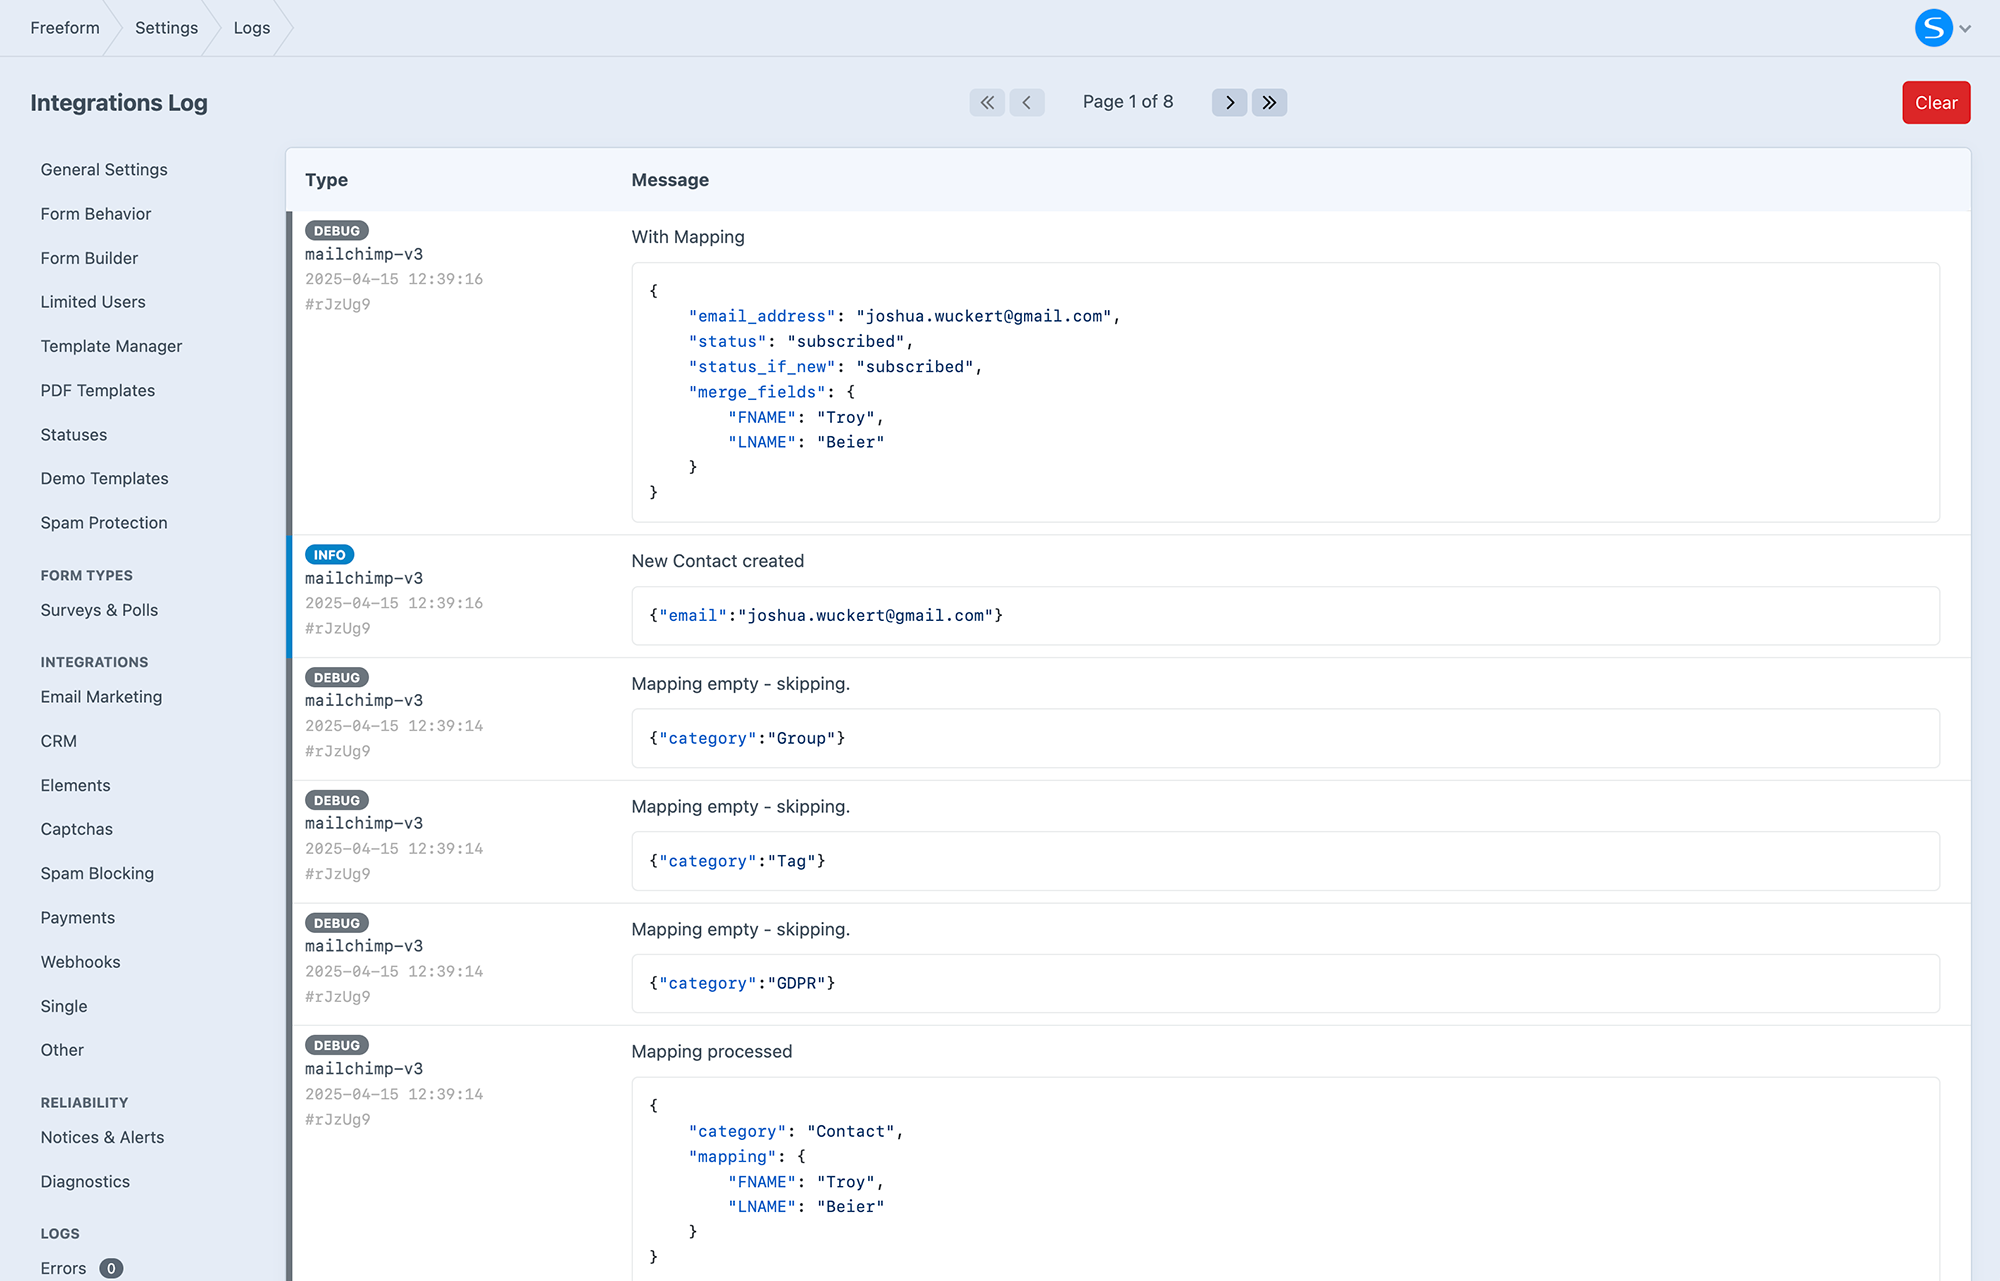 Freeform
Settings
Logs
S
Integrations Log
Page 1 of 8
Clear
General Settings
Form Behavior
Form Builder
Limited Users
Template Manager
PDF Templates
Statuses
Demo Templates
Spam Protection
FORM TYPES
Surveys & Polls
INTEGRATIONS
Email Marketing
CRM
Elements
Captchas
Spam Blocking
Payments
Webhooks
Single
Other
RELIABILITY
Notices & Alerts
Diagnostics
LOGS
Errors 0
Type Message
DEBUG
mailchimp-v3
2025-04-15 12:39:16
#rJzUg9
With Mapping
{
    "email_address": "joshua.wuckert@gmail.com",
    "status": "subscribed",
    "status_if_new": "subscribed",
    "merge_fields": {
        "FNAME": "Troy",
        "LNAME": "Beier"
    }
}
INFO
mailchimp-v3
2025-04-15 12:39:16
#rJzUg9
New Contact created
{"email":"joshua.wuckert@gmail.com"}
DEBUG
mailchimp-v3
2025-04-15 12:39:14
#rJzUg9
Mapping empty - skipping.
{"category":"Group"}
DEBUG
mailchimp-v3
2025-04-15 12:39:14
#rJzUg9
Mapping empty - skipping.
{"category":"Tag"}
DEBUG
mailchimp-v3
2025-04-15 12:39:14
#rJzUg9
Mapping empty - skipping.
{"category":"GDPR"}
DEBUG
mailchimp-v3
2025-04-15 12:39:14
#rJzUg9
Mapping processed
{
    "category": "Contact",
    "mapping": {
        "FNAME": "Troy",
        "LNAME": "Beier"
    }
}